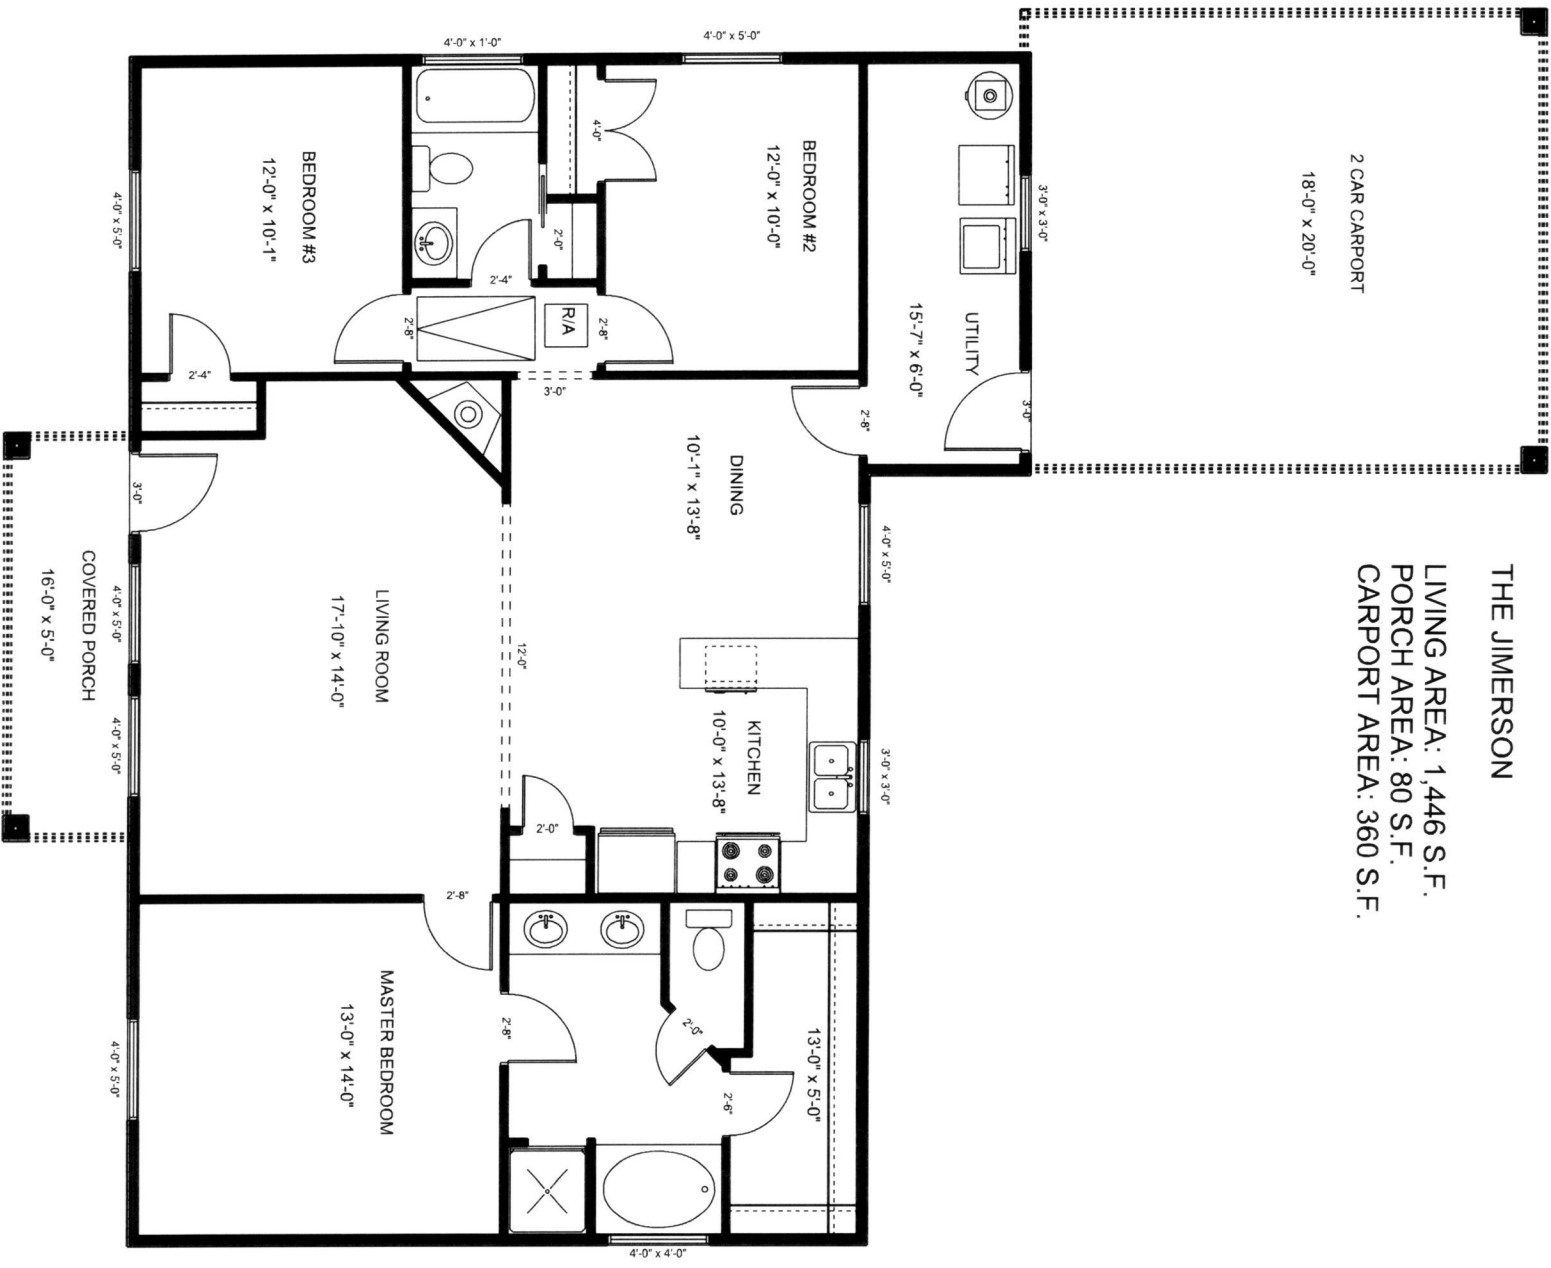 THE JIMERSON
LIVING AREA: 1,446 S.F.
PORCH AREA: 80 S.F.
CARPORT AREA: 360 S.F.
2 CAR CARPORT
18'-0" x 20'-0"
3'-0" x 3'-0"
UTILITY
15'-7" x 6'-0"
3'-0"
4'-0" x 1'-0"
4'-0" x 5'-0"
BEDROOM #2
12'-0" x 10'-0"
4'-0"
2'-0"
2'-4"
R/A
2'-8"
2'-8"
3'-0"
2'-8"
BEDROOM #3
12'-0" x 10'-1"
4'-0" x 5'-0"
2'-4"
DINING
10'-1" x 13'-8"
4'-0" x 5'-0"
KITCHEN
10'-0" x 13'-8"
3'-0" x 3'-0"
2'-0"
12'-0"
LIVING ROOM
17'-10" x 14'-0"
3'-0"
4'-0" x 5'-0"
4'-0" x 5'-0"
COVERED PORCH
16'-0" x 5'-0"
2'-8"
MASTER BEDROOM
13'-0" x 14'-0"
4'-0" x 5'-0"
2'-8"
2'-0"
2'-6"
13'-0" x 5'-0"
4'-0" x 4'-0"